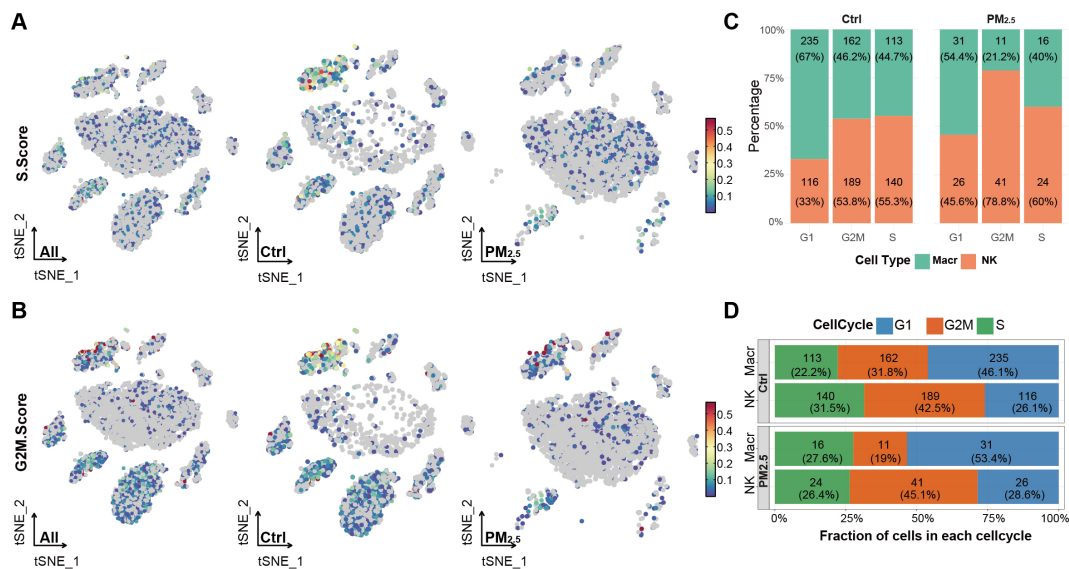 A
S.Score
tSNE_2
All
tSNE_1
tSNE_2
Ctrl
tSNE_1
tSNE_2
PM2.5
tSNE_1
0.5
0.4
0.3
0.2
0.1
B
G2M.Score
tSNE_2
All
tSNE_1
tSNE_2
Ctrl
tSNE_1
tSNE_2
PM2.5
tSNE_1
0.5
0.4
0.3
0.2
0.1
C
Ctrl PM2.5
Percentage
100%
75%
50%
25%
0%
235 162 113 31 11 16
(67%) (46.2%) (44.7%) (54.4%) (21.2%) (40%)
116 189 140 26 41 24
(33%) (53.8%) (55.3%) (45.6%) (78.8%) (60%)
G1 G2M S G1 G2M S
Cell Type Macr NK
D
CellCycle G1 G2M S
Ctrl
Macr
113 162 235
(22.2%) (31.8%) (46.1%)
NK
140 189 116
(31.5%) (42.5%) (26.1%)
PM2.5
Macr
16 11 31
(27.6%) (19%) (53.4%)
NK
24 41 26
(26.4%) (45.1%) (28.6%)
0% 25% 50% 75% 100%
Fraction of cells in each cellcycle